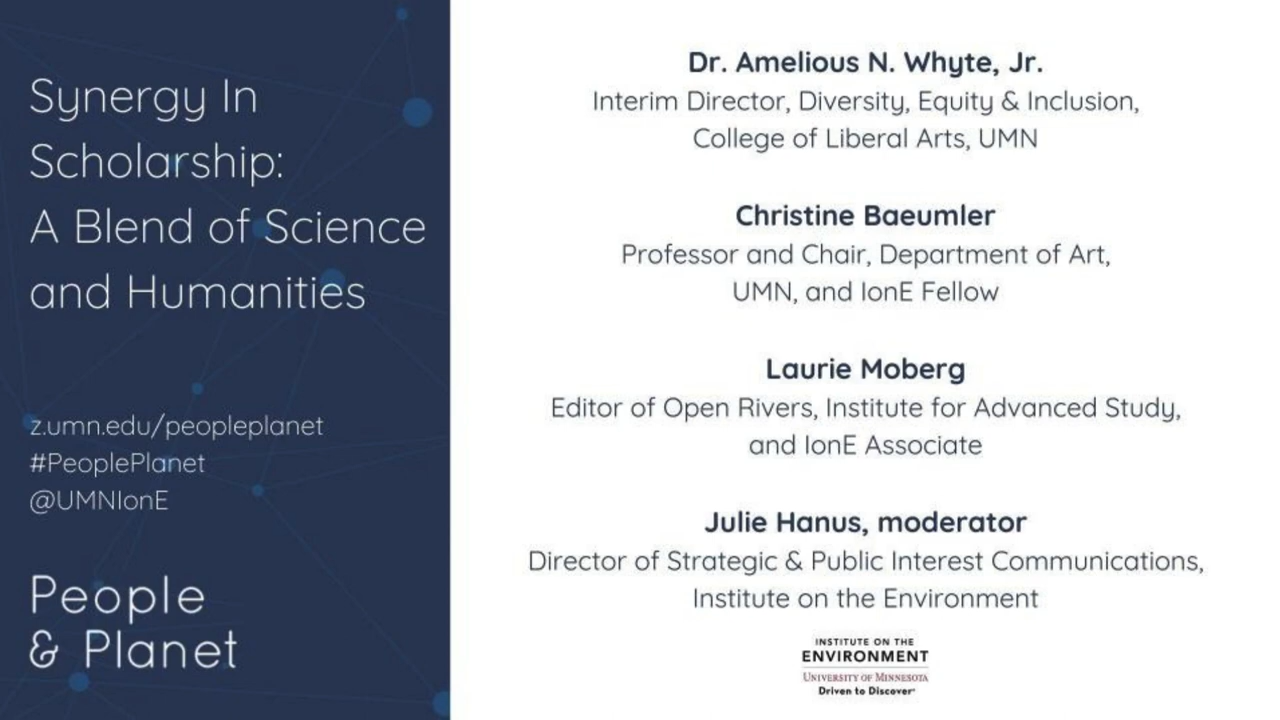 Synergy In
Scholarship:
A Blend of Science
and Humanities
z.umn.edu/peopleplanet
#PeoplePlanet
@UMNIonE
People
& Planet
Dr. Amelious N. Whyte, Jr.
Interim Director, Diversity, Equity & Inclusion,
College of Liberal Arts, UMN
Christine Baeumler
Professor and Chair, Department of Art,
UMN, and IonE Fellow
Laurie Moberg
Editor of Open Rivers, Institute for Advanced Study,
and IonE Associate
Julie Hanus, moderator
Director of Strategic & Public Interest Communications,
Institute on the Environment
INSTITUTE ON THE
ENVIRONMENT
UNIVERSITY OF MINNESOTA
Driven to Discover